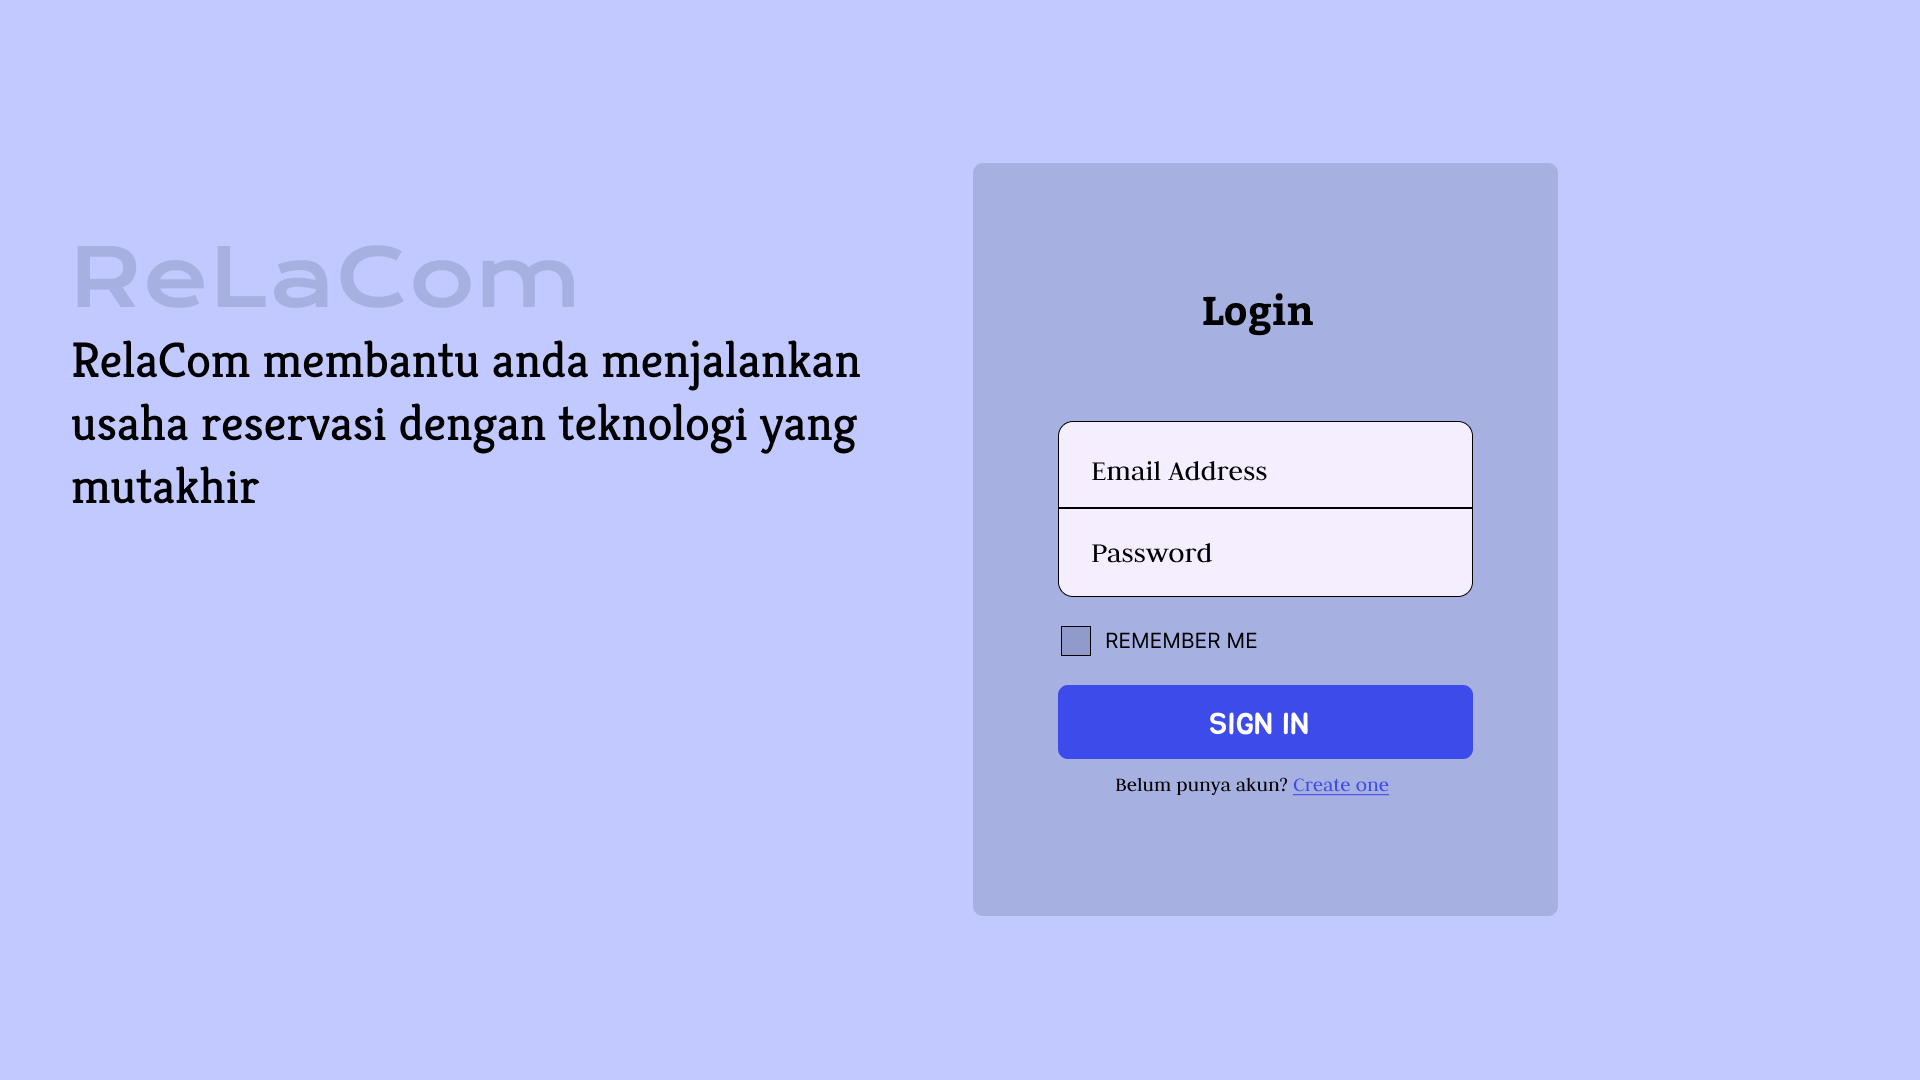 ReLaCom
RelaCom membantu anda menjalankan
usaha reservasi dengan teknologi yang
mutakhir
Login
Email Address
Password
REMEMBER ME
SIGN IN
Belum punya akun? Create one